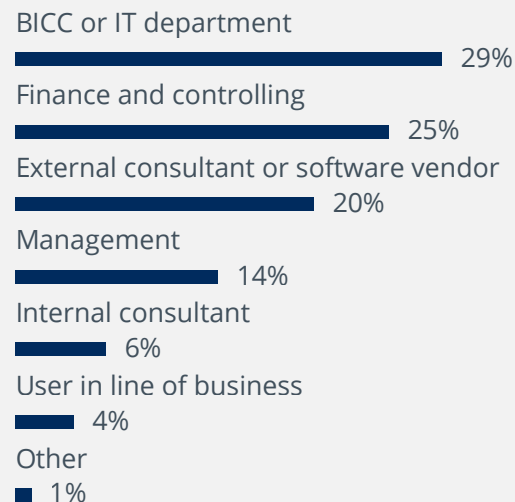 BICC or IT department
29%
Finance and controlling
25%
External consultant or software vendor
20%
Management
14%
Internal consultant
6%
User in line of business
4%
Other
1%